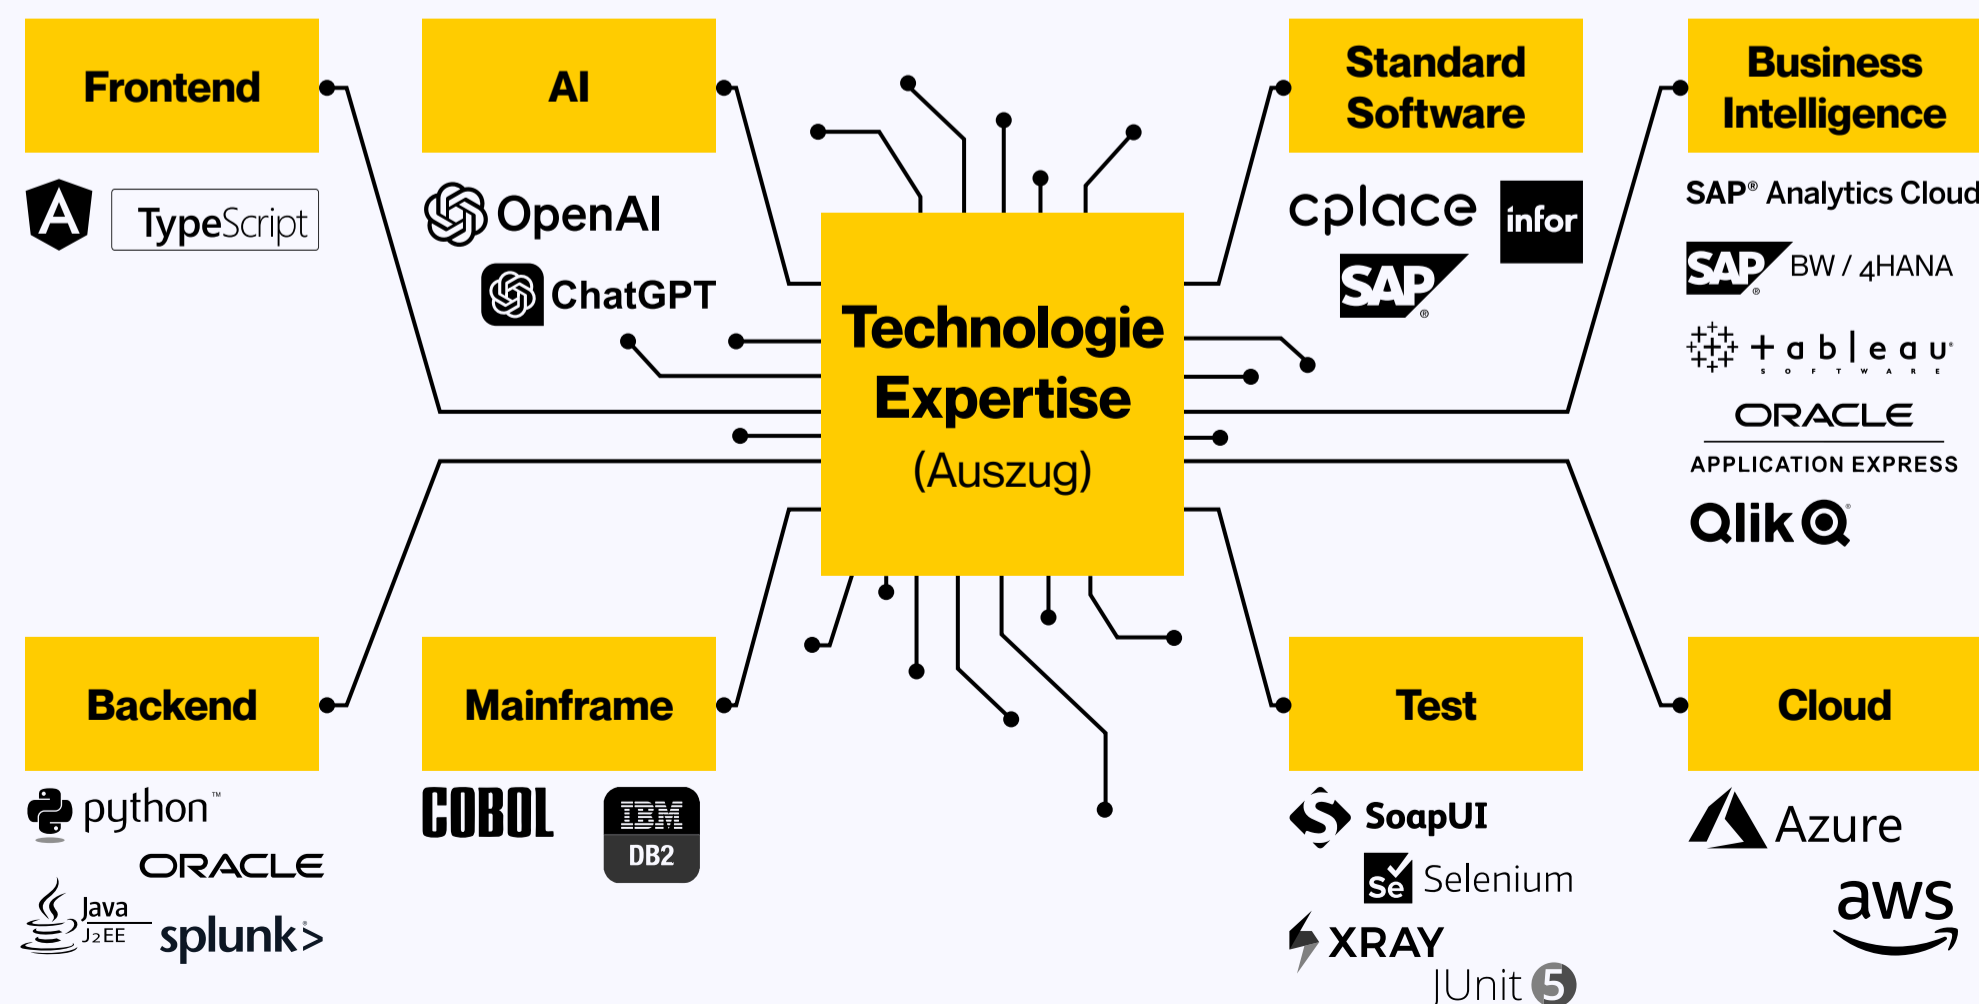 Frontend
A
TypeScript
AI
OpenAI
ChatGPT
Technologie
Expertise
(Auszug)
Standard
Software
cplace
infor
SAP®
Business
Intelligence
SAP® Analytics Cloud
SAP® BW / 4HANA
+ableau
SOFTWARE
ORACLE
APPLICATION EXPRESS
Qlik Q®
Backend
python™
ORACLE
Java
J2EE
splunk>
Mainframe
COBOL
IBM
DB2
Test
S SoapUI
Se Selenium
XRAY
JUnit 5
Cloud
Azure
aws